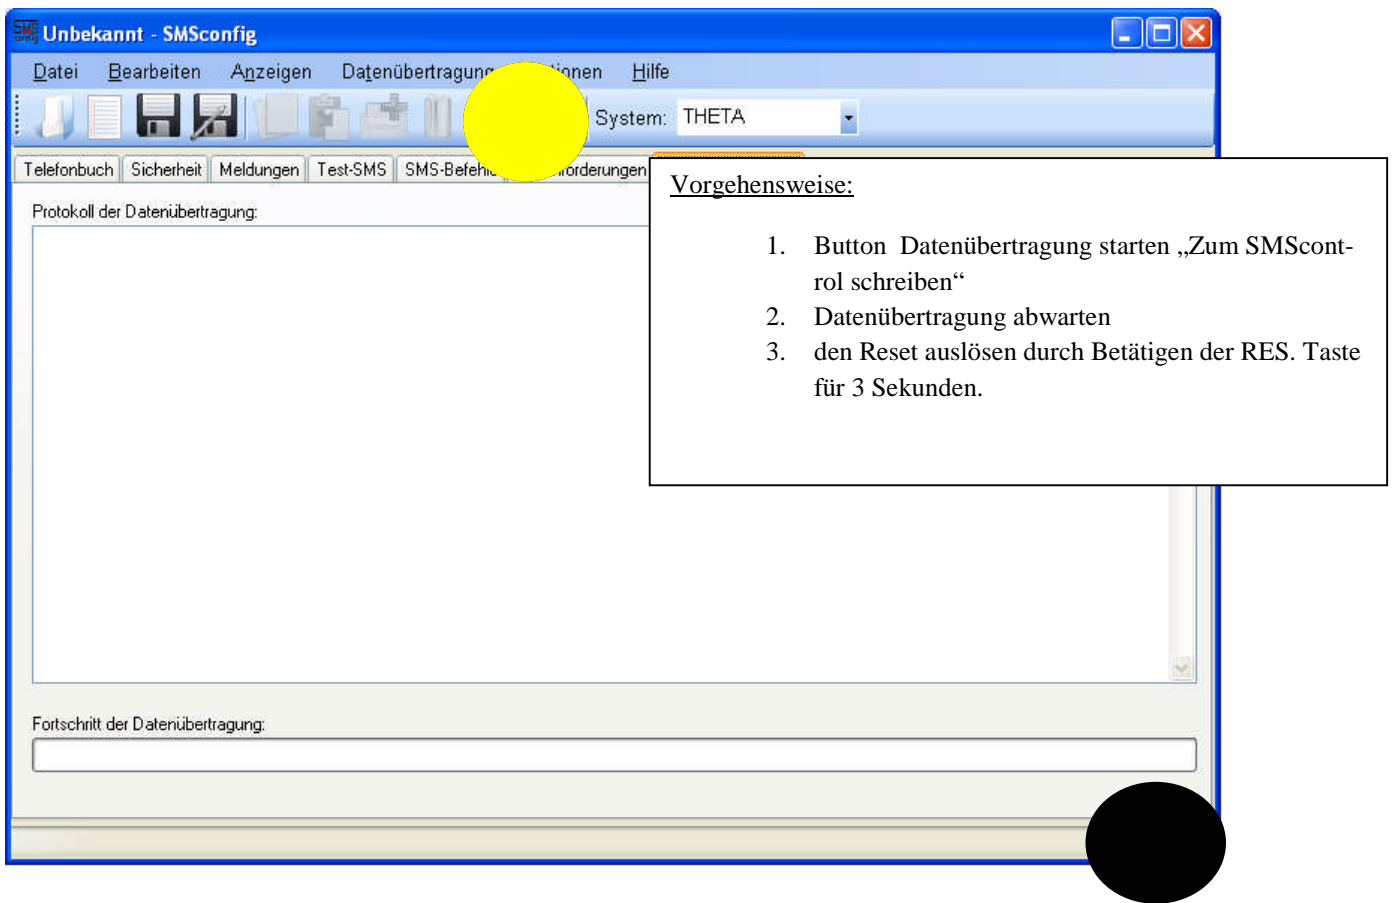 Unbekannt - SMSconfig
Datei Bearbeiten Anzeigen Datenübertragung Hilfe
System: THETA
Telefonbuch Sicherheit Meldungen Test-SMS
Protokoll der Datenübertragung:
Vorgehensweise:
1. Button Datenübertragung starten „Zum SMScont-
rol schreiben“
2. Datenübertragung abwarten
3. den Reset auslösen durch Betätigen der RES. Taste
für 3 Sekunden.
Fortschritt der Datenübertragung: